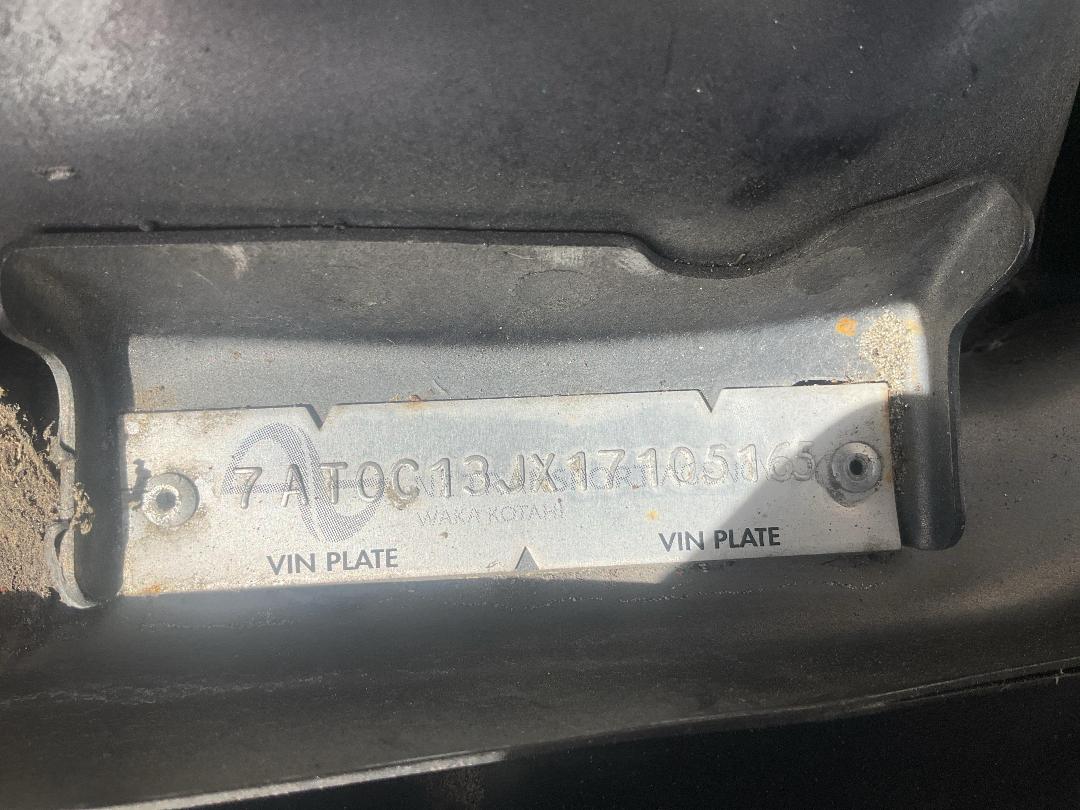 7AT0C13JX17105165
WAKA KOTAHI
VIN PLATE VIN PLATE